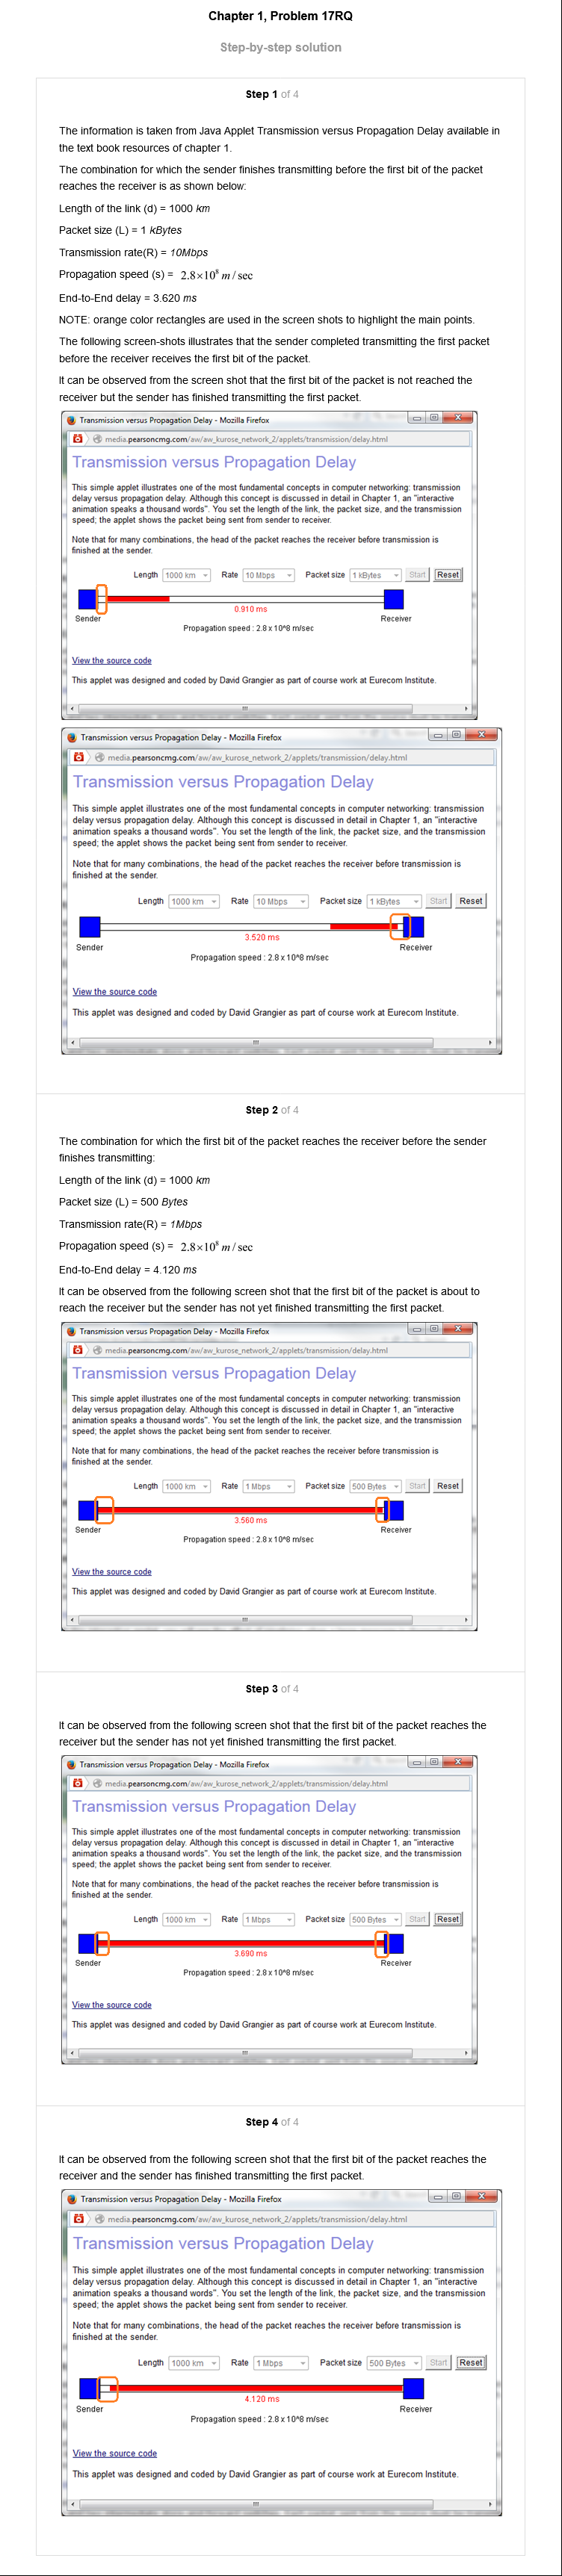 Chapter 1, Problem 17RQ
Step-by-step solution
Step 1 of 4
The information is taken from Java Applet Transmission versus Propagation Delay available in
the text book resources of chapter 1.
The combination for which the sender finishes transmitting before the first bit of the packet
reaches the receiver is as shown below:
Length of the link (d) = 1000 km
Packet size (L) = 1 kBytes
Transmission rate(R) = 10Mbps
Propagation speed (s) = 2.8×10⁸ m / sec
End-to-End delay = 3.620 ms
NOTE: orange color rectangles are used in the screen shots to highlight the main points.
The following screen-shots illustrates that the sender completed transmitting the first packet
before the receiver receives the first bit of the packet.
It can be observed from the screen shot that the first bit of the packet is not reached the
receiver but the sender has finished transmitting the first packet.
Transmission versus Propagation Delay - Mozilla Firefox
media.pearsoncmg.com/aw/aw_kurose_network_2/applets/transmission/delay.html
Transmission versus Propagation Delay
This simple applet illustrates one of the most fundamental concepts in computer networking: transmission
delay versus propagation delay. Although this concept is discussed in detail in Chapter 1, an "interactive
animation speaks a thousand words". You set the length of the link, the packet size, and the transmission
speed; the applet shows the packet being sent from sender to receiver.
Note that for many combinations, the head of the packet reaches the receiver before transmission is
finished at the sender.
Length 1000 km Rate 10 Mbps Packet size 1 kBytes Start Reset
0.910 ms
Sender Receiver
Propagation speed : 2.8 x 10^8 m/sec
View the source code
This applet was designed and coded by David Grangier as part of course work at Eurecom Institute.
Transmission versus Propagation Delay - Mozilla Firefox
media.pearsoncmg.com/aw/aw_kurose_network_2/applets/transmission/delay.html
Transmission versus Propagation Delay
This simple applet illustrates one of the most fundamental concepts in computer networking: transmission
delay versus propagation delay. Although this concept is discussed in detail in Chapter 1, an "interactive
animation speaks a thousand words". You set the length of the link, the packet size, and the transmission
speed; the applet shows the packet being sent from sender to receiver.
Note that for many combinations, the head of the packet reaches the receiver before transmission is
finished at the sender.
Length 1000 km Rate 10 Mbps Packet size 1 kBytes Start Reset
3.520 ms
Sender Receiver
Propagation speed : 2.8 x 10^8 m/sec
View the source code
This applet was designed and coded by David Grangier as part of course work at Eurecom Institute.
Step 2 of 4
The combination for which the first bit of the packet reaches the receiver before the sender
finishes transmitting:
Length of the link (d) = 1000 km
Packet size (L) = 500 Bytes
Transmission rate(R) = 1Mbps
Propagation speed (s) = 2.8×10⁸ m / sec
End-to-End delay = 4.120 ms
It can be observed from the following screen shot that the first bit of the packet is about to
reach the receiver but the sender has not yet finished transmitting the first packet.
Transmission versus Propagation Delay - Mozilla Firefox
media.pearsoncmg.com/aw/aw_kurose_network_2/applets/transmission/delay.html
Transmission versus Propagation Delay
This simple applet illustrates one of the most fundamental concepts in computer networking: transmission
delay versus propagation delay. Although this concept is discussed in detail in Chapter 1, an "interactive
animation speaks a thousand words". You set the length of the link, the packet size, and the transmission
speed; the applet shows the packet being sent from sender to receiver.
Note that for many combinations, the head of the packet reaches the receiver before transmission is
finished at the sender.
Length 1000 km Rate 1 Mbps Packet size 500 Bytes Start Reset
3.560 ms
Sender Receiver
Propagation speed : 2.8 x 10^8 m/sec
View the source code
This applet was designed and coded by David Grangier as part of course work at Eurecom Institute.
Step 3 of 4
It can be observed from the following screen shot that the first bit of the packet reaches the
receiver but the sender has not yet finished transmitting the first packet.
Transmission versus Propagation Delay - Mozilla Firefox
media.pearsoncmg.com/aw/aw_kurose_network_2/applets/transmission/delay.html
Transmission versus Propagation Delay
This simple applet illustrates one of the most fundamental concepts in computer networking: transmission
delay versus propagation delay. Although this concept is discussed in detail in Chapter 1, an "interactive
animation speaks a thousand words". You set the length of the link, the packet size, and the transmission
speed; the applet shows the packet being sent from sender to receiver.
Note that for many combinations, the head of the packet reaches the receiver before transmission is
finished at the sender.
Length 1000 km Rate 1 Mbps Packet size 500 Bytes Start Reset
3.690 ms
Sender Receiver
Propagation speed : 2.8 x 10^8 m/sec
View the source code
This applet was designed and coded by David Grangier as part of course work at Eurecom Institute.
Step 4 of 4
It can be observed from the following screen shot that the first bit of the packet reaches the
receiver and the sender has finished transmitting the first packet.
Transmission versus Propagation Delay - Mozilla Firefox
media.pearsoncmg.com/aw/aw_kurose_network_2/applets/transmission/delay.html
Transmission versus Propagation Delay
This simple applet illustrates one of the most fundamental concepts in computer networking: transmission
delay versus propagation delay. Although this concept is discussed in detail in Chapter 1, an "interactive
animation speaks a thousand words". You set the length of the link, the packet size, and the transmission
speed; the applet shows the packet being sent from sender to receiver.
Note that for many combinations, the head of the packet reaches the receiver before transmission is
finished at the sender.
Length 1000 km Rate 1 Mbps Packet size 500 Bytes Start Reset
4.120 ms
Sender Receiver
Propagation speed : 2.8 x 10^8 m/sec
View the source code
This applet was designed and coded by David Grangier as part of course work at Eurecom Institute.